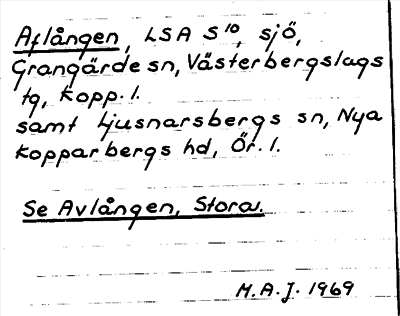 Aflången, LSA S¹⁰, sjö,
Grangärde sn, Västerbergslags
tg, Kopp. l.
samt Ljusnarsbergs sn, Nya
Kopparbergs hd, Ör. l.
Se Avlången, Stora.
M.A.J. 1969